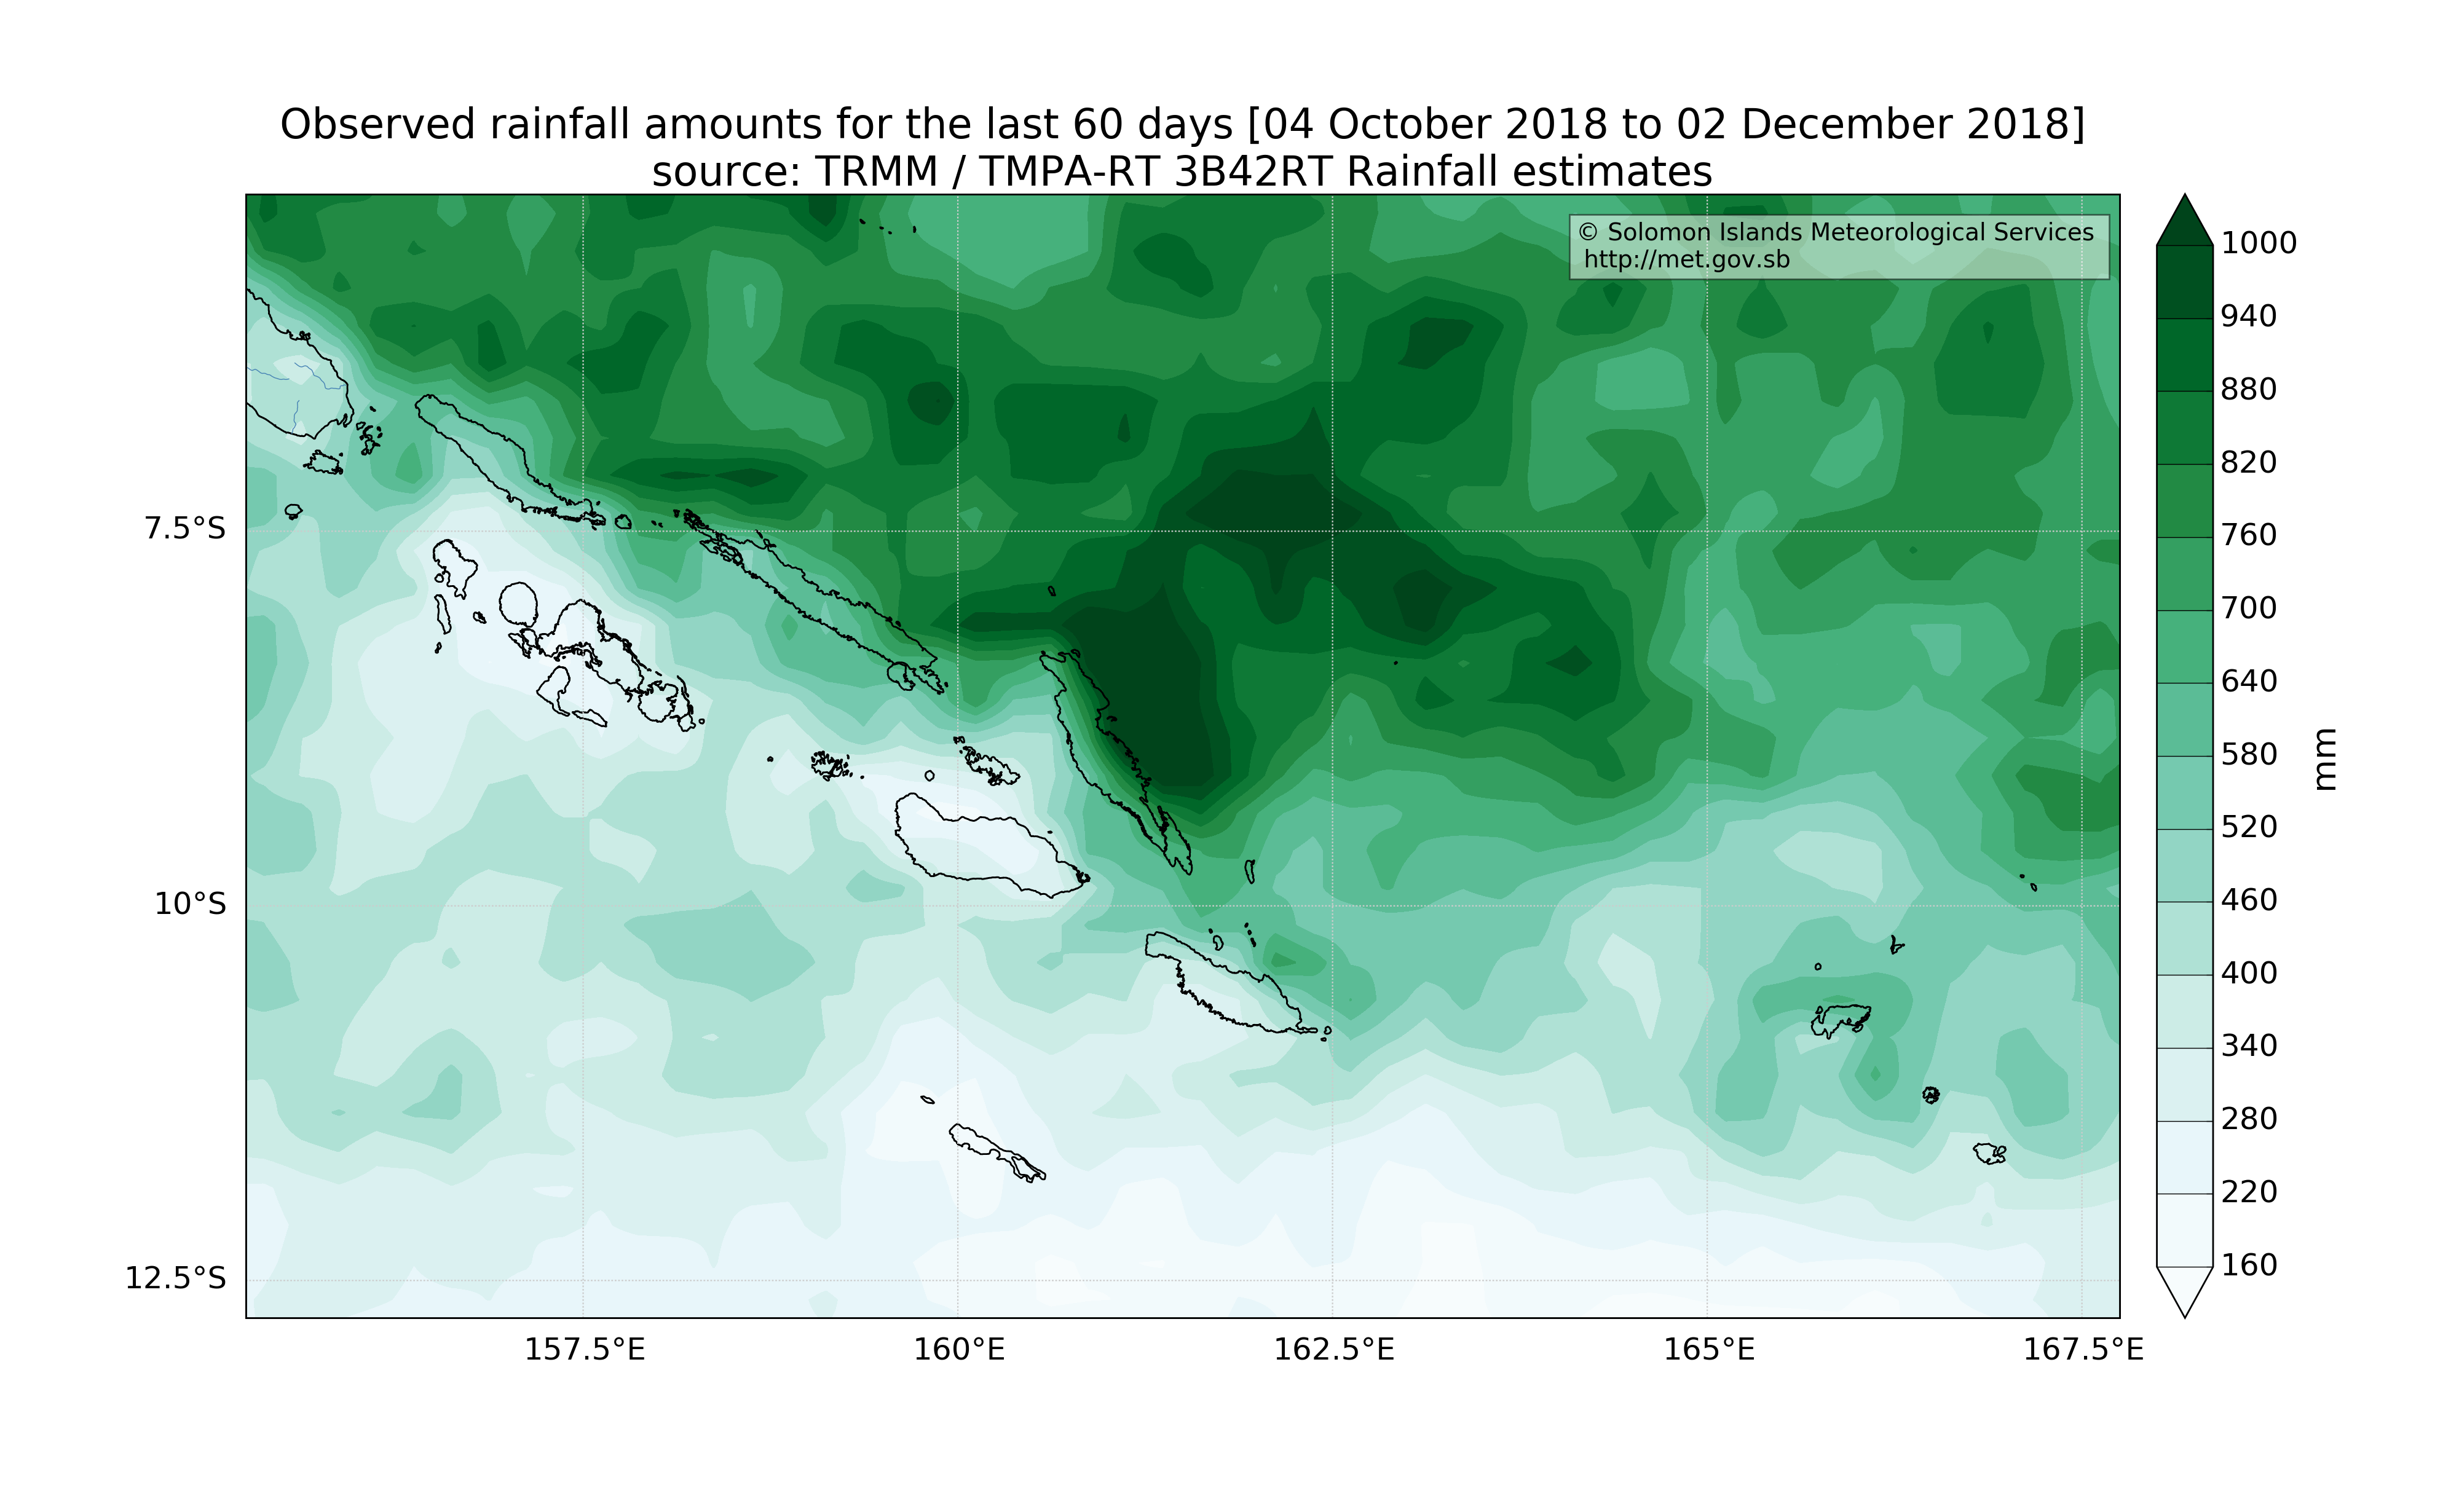 Observed rainfall amounts for the last 60 days [04 October 2018 to 02 December 2018]
source: TRMM / TMPA-RT 3B42RT Rainfall estimates
© Solomon Islands Meteorological Services
http://met.gov.sb
7.5°S
10°S
12.5°S
157.5°E
160°E
162.5°E
165°E
167.5°E
1000
940
880
820
760
700
640
580
520
460
400
340
280
220
160
mm